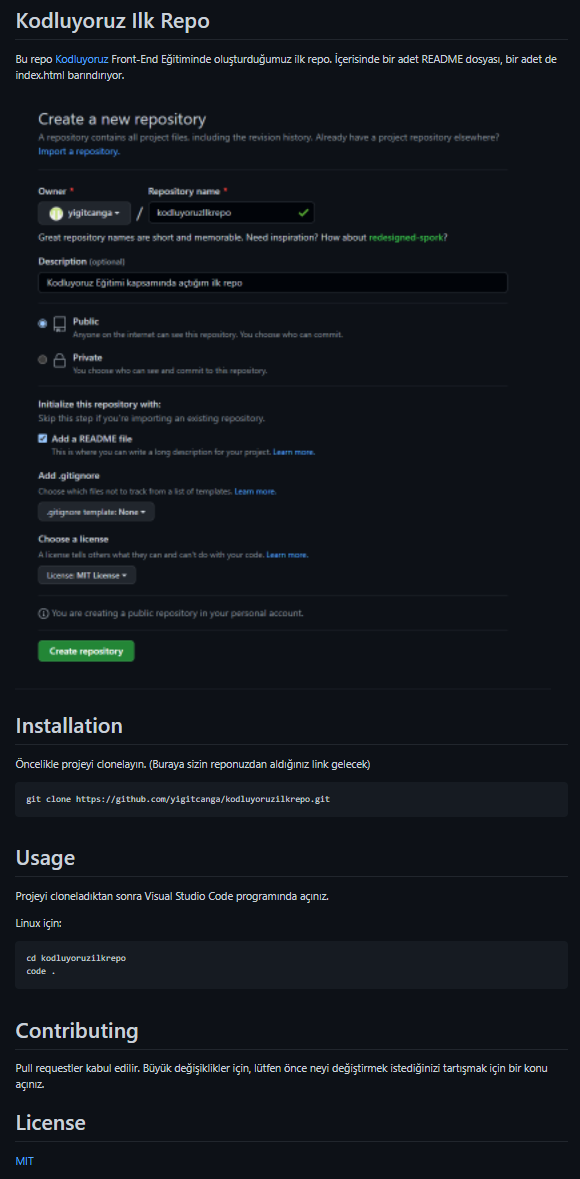 Kodluyoruz Ilk Repo
Bu repo Kodluyoruz Front-End Eğitiminde oluşturduğumuz ilk repo. İçerisinde bir adet README dosyası, bir adet de
index.html barındırıyor.
Create a new repository
A repository contains all project files, including the revision history. Already have a project repository elsewhere?
Import a repository.
Owner * Repository name *
yigitcanga / kodluyoruzilkrepo
Great repository names are short and memorable. Need inspiration? How about redesigned-spork?
Description (optional)
Kodluyoruz Eğitimi kapsamında açtığım ilk repo
Public
Anyone on the internet can see this repository. You choose who can commit.
Private
You choose who can see and commit to this repository.
Initialize this repository with:
Skip this step if you're importing an existing repository.
Add a README file
This is where you can write a long description for your project. Learn more.
Add .gitignore
Choose which files not to track from a list of templates. Learn more.
.gitignore template: None
Choose a license
A license tells others what they can and can't do with your code. Learn more.
License: MIT License
You are creating a public repository in your personal account.
Create repository
Installation
Öncelikle projeyi clonelayın. (Buraya sizin reponuzdan aldığınız link gelecek)
git clone https://github.com/yigitcanga/kodluyoruzilkrepo.git
Usage
Projeyi cloneladıktan sonra Visual Studio Code programında açınız.
Linux için:
cd kodluyoruzilkrepo
code .
Contributing
Pull requestler kabul edilir. Büyük değişiklikler için, lütfen önce neyi değiştirmek istediğinizi tartışmak için bir konu
açınız.
License
MIT